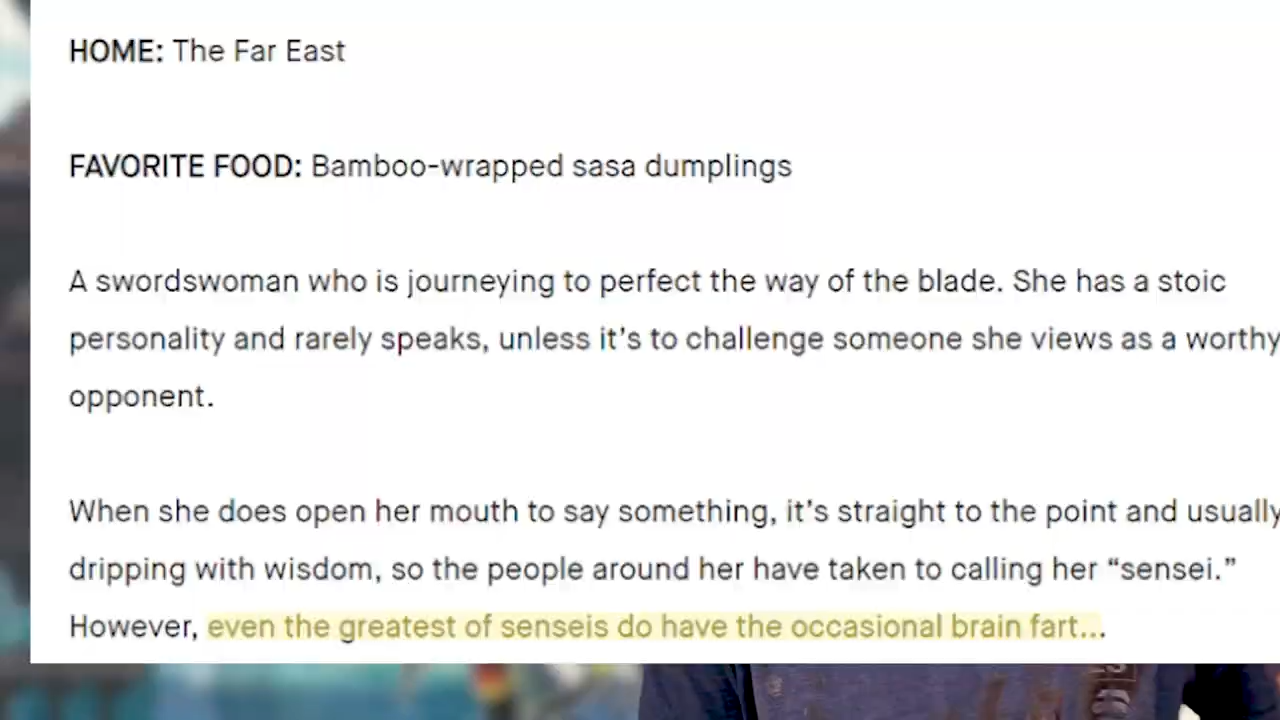 HOME: The Far East
FAVORITE FOOD: Bamboo-wrapped sasa dumplings
A swordswoman who is journeying to perfect the way of the blade. She has a stoic
personality and rarely speaks, unless it's to challenge someone she views as a worthy
opponent.
When she does open her mouth to say something, it's straight to the point and usually
dripping with wisdom, so the people around her have taken to calling her “sensei.”
However, even the greatest of senseis do have the occasional brain fart...